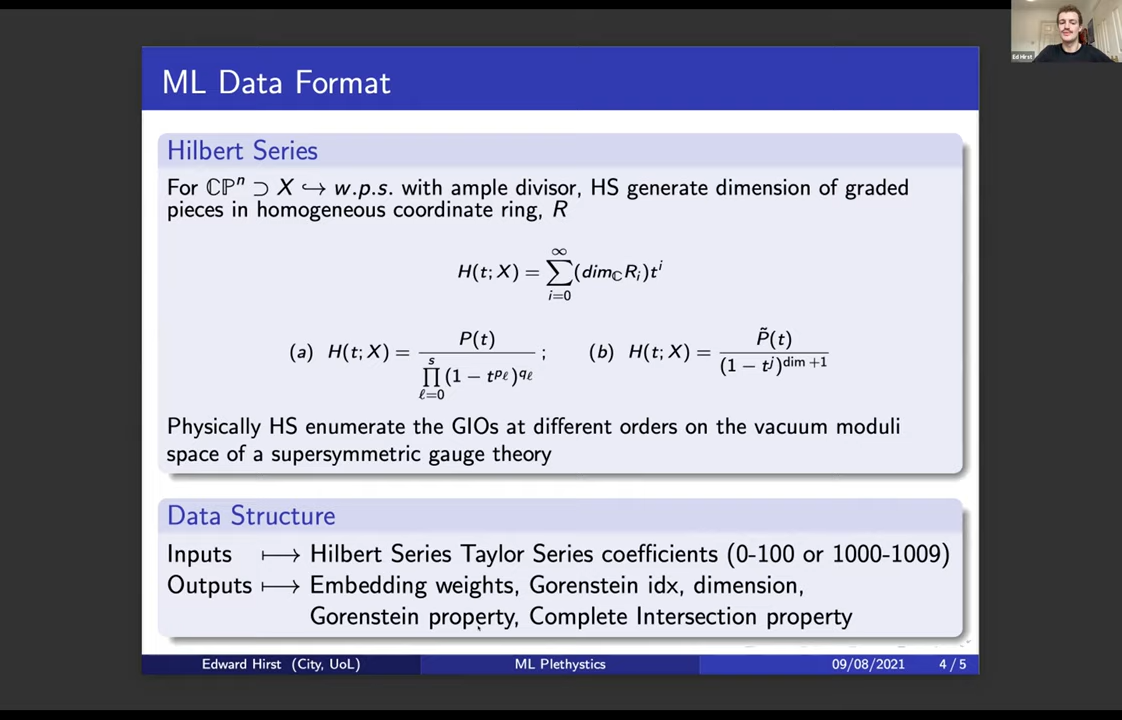 Ed Hirst
ML Data Format
Hilbert Series
For ℂℙⁿ ⊃ X ↪ w.p.s. with ample divisor, HS generate dimension of graded
pieces in homogeneous coordinate ring, R
H(t; X) = ∑_{i=0}^{∞} (dim_ℂ R_i) t^i
(a) H(t; X) = P(t) / ∏_{ℓ=0}^{s} (1 − t^{p_ℓ})^{q_ℓ} ; (b) H(t; X) = P̃(t) / (1 − t^j)^{dim +1}
Physically HS enumerate the GIOs at different orders on the vacuum moduli
space of a supersymmetric gauge theory
Data Structure
Inputs ⟼ Hilbert Series Taylor Series coefficients (0-100 or 1000-1009)
Outputs ⟼ Embedding weights, Gorenstein idx, dimension,
Gorenstein property, Complete Intersection property
Edward Hirst (City, UoL) ML Plethystics 09/08/2021 4 / 5